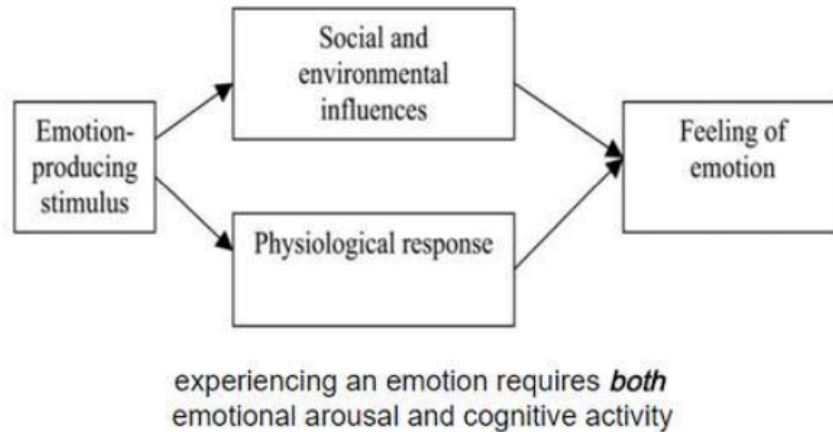 Social and
environmental
influences
Emotion-
producing
stimulus
Feeling of
emotion
Physiological response
experiencing an emotion requires both
emotional arousal and cognitive activity